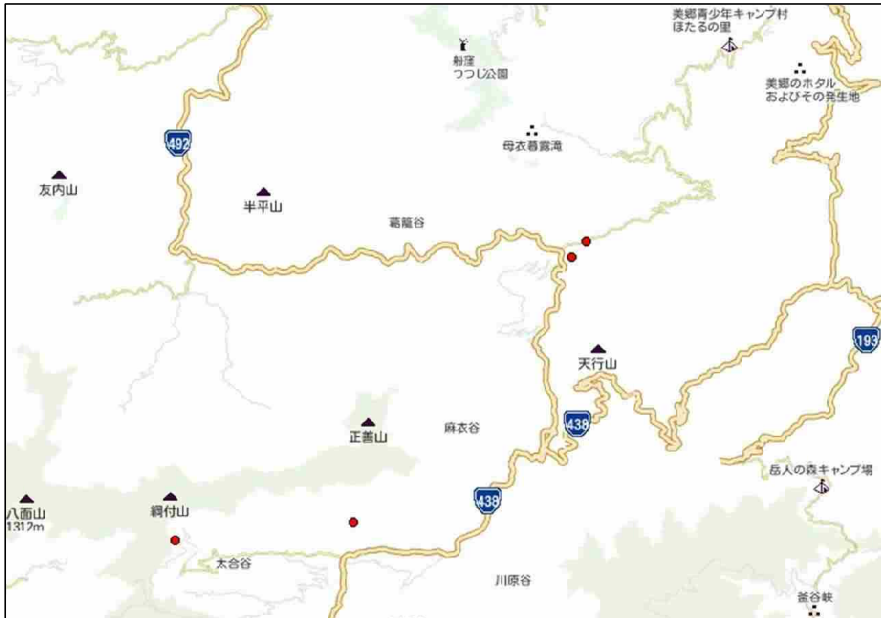 美郷青少年キャンプ村
ほたるの里
船窪
つつじ公園
美郷のホタル
およびその発生地
492
母衣暮露滝
友内山
半平山
葛籠谷
193
天行山
438
正善山
麻衣谷
岳人の森キャンプ場
438
八面山
1312m
綱付山
太合谷
川原谷
釜谷峡